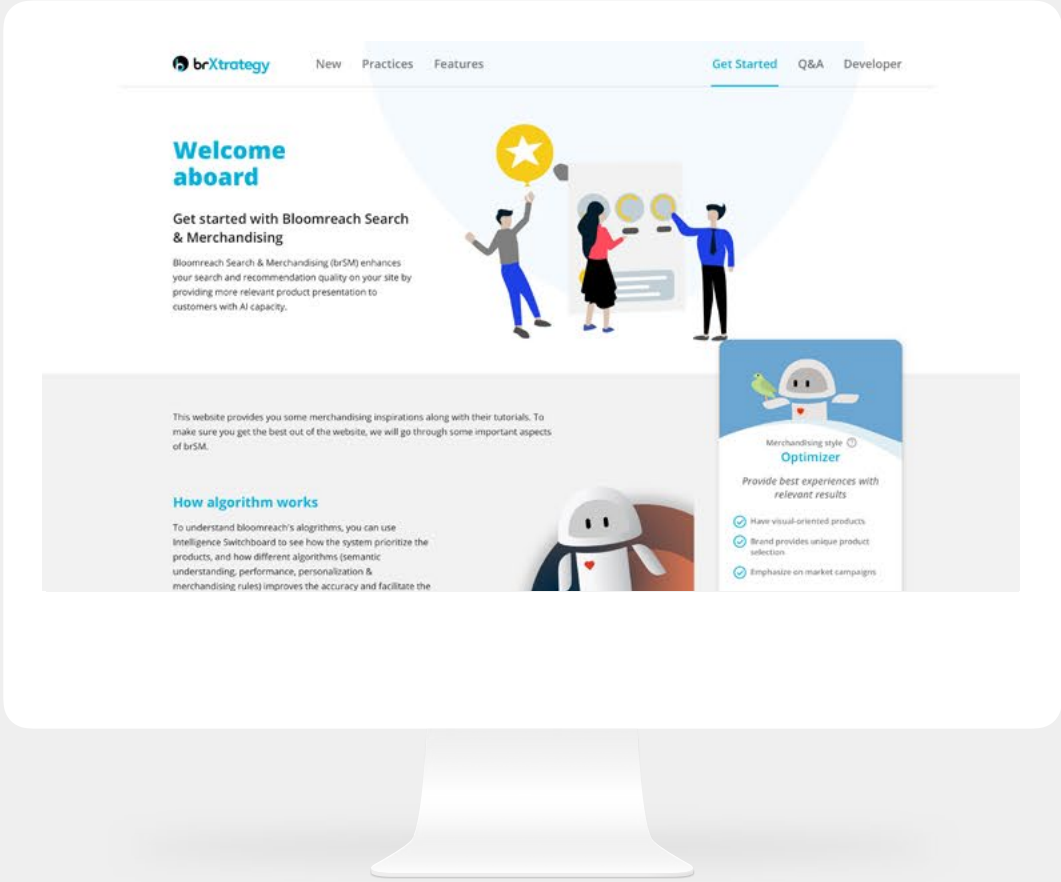 brXtrategy
New Practices Features
Get Started Q&A Developer
Welcome
aboard
Get started with Bloomreach Search
& Merchandising
Bloomreach Search & Merchandising (brSM) enhances
your search and recommendation quality on your site by
providing more relevant product presentation to
customers with AI capacity.
This website provides you some merchandising inspirations along with their tutorials. To
make sure you get the best out of the website, we will go through some important aspects
of brSM.
How algorithm works
To understand bloomreach's alogrithms, you can use
Intelligence Switchboard to see how the system prioritize the
products, and how different algorithms (semantic
understanding, performance, personalization &
merchandising rules) improves the accuracy and facilitate the
Merchandising style ?
Optimizer
Provide best experiences with
relevant results
Have visual-oriented products
Brand provides unique product
selection
Emphasize on market campaigns